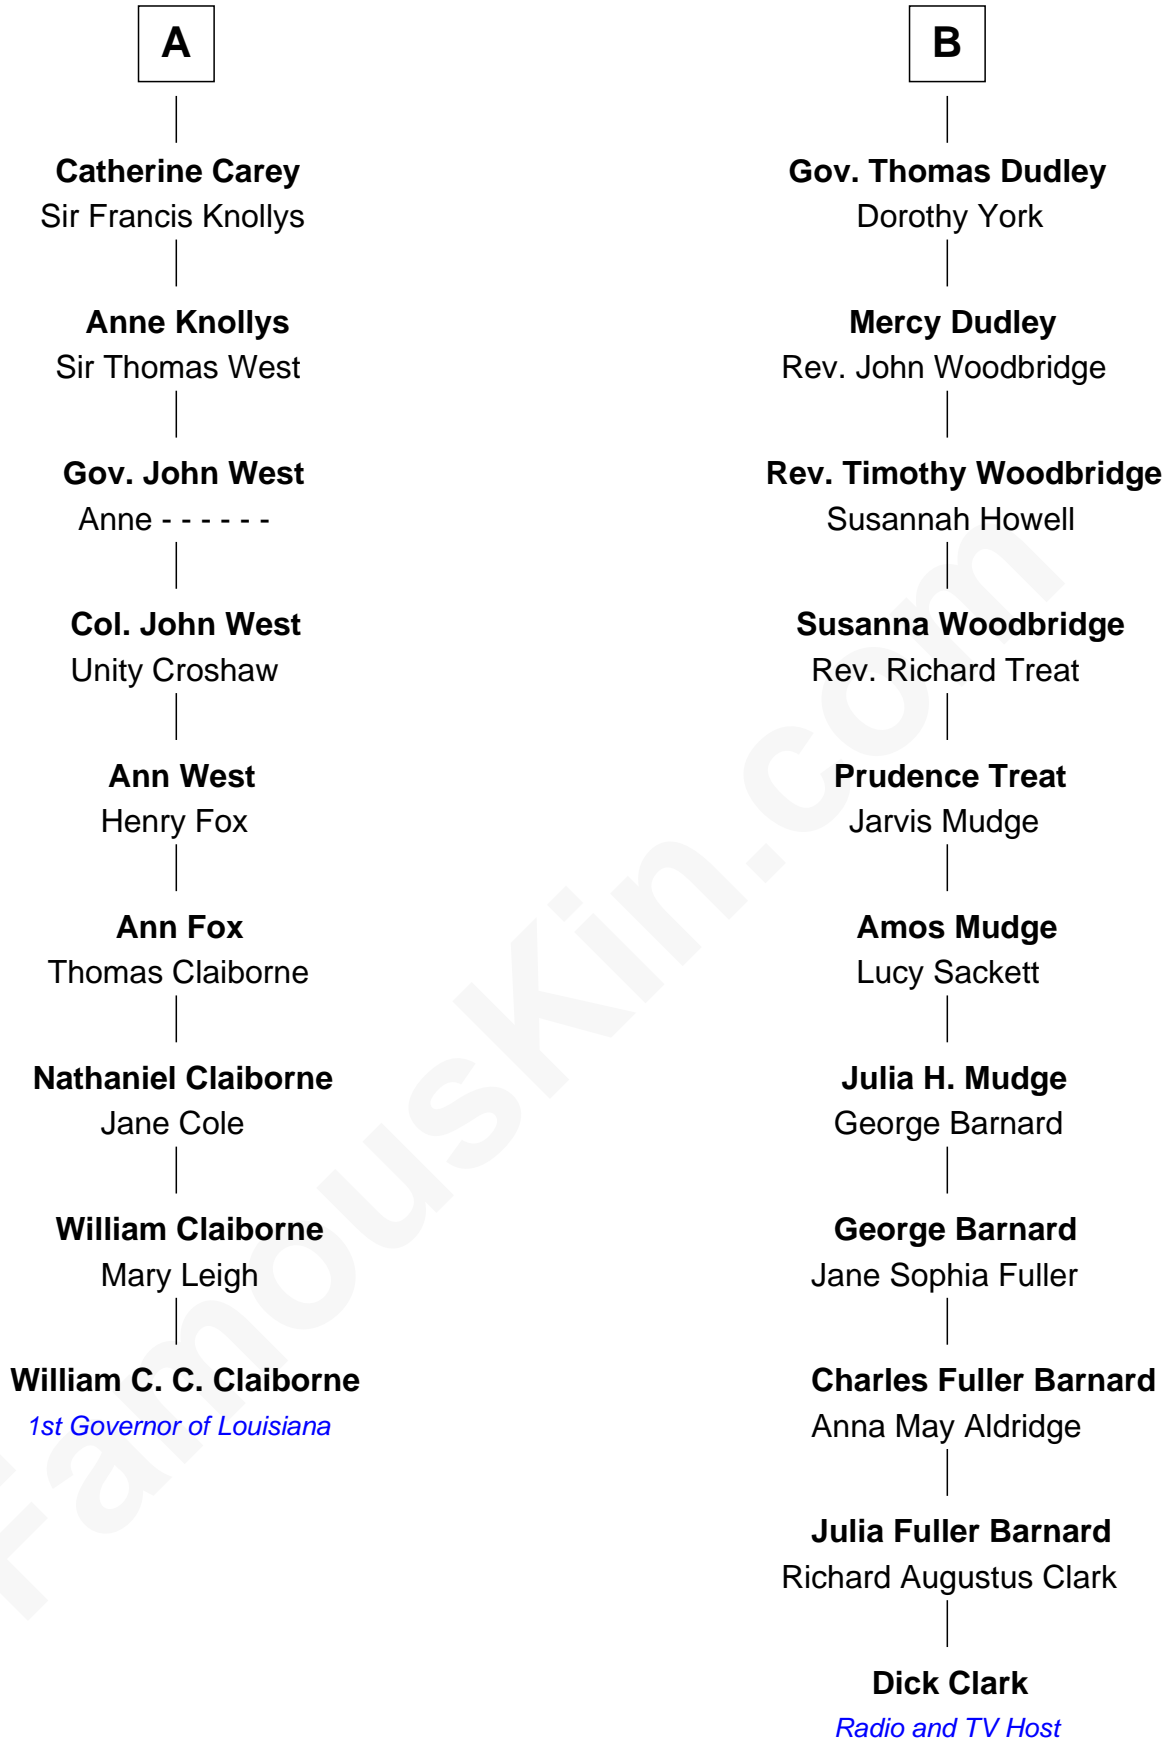 A
Catherine Carey
Sir Francis Knollys
Anne Knollys
Sir Thomas West
Gov. John West
Anne - - - - - -
Col. John West
Unity Croshaw
Ann West
Henry Fox
Ann Fox
Thomas Claiborne
Nathaniel Claiborne
Jane Cole
William Claiborne
Mary Leigh
William C. C. Claiborne
1st Governor of Louisiana
B
Gov. Thomas Dudley
Dorothy York
Mercy Dudley
Rev. John Woodbridge
Rev. Timothy Woodbridge
Susannah Howell
Susanna Woodbridge
Rev. Richard Treat
Prudence Treat
Jarvis Mudge
Amos Mudge
Lucy Sackett
Julia H. Mudge
George Barnard
George Barnard
Jane Sophia Fuller
Charles Fuller Barnard
Anna May Aldridge
Julia Fuller Barnard
Richard Augustus Clark
Dick Clark
Radio and TV Host
FamousKin.com